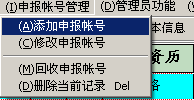 (I)申报帐号管理 (D)管理员功能
(A)添加申报帐号
(C)修改申报帐号
本信息
(M)回收申报帐号
(D)删除当前记录 Del
务历